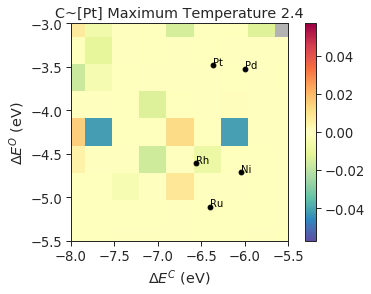 C~[Pt] Maximum Temperature 2.4
−3.0
−3.5
−4.0
−4.5
−5.0
−5.5
ΔE^O (eV)
Pt
Pd
Rh
Ni
Ru
0.04
0.02
0.00
−0.02
−0.04
−8.0 −7.5 −7.0 −6.5 −6.0 −5.5
ΔE^C (eV)